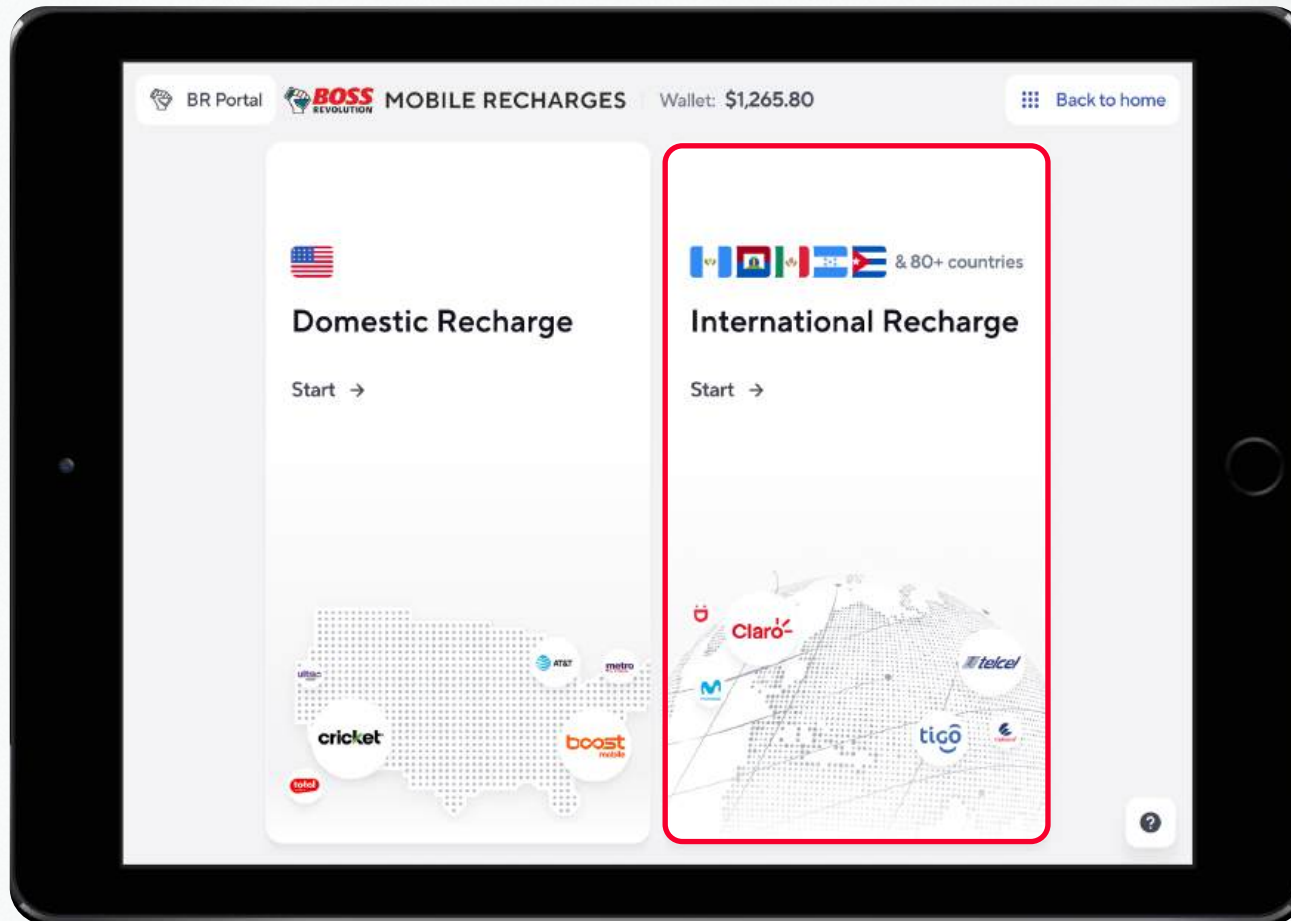 BR Portal
BOSS REVOLUTION MOBILE RECHARGES
Wallet: $1,265.80
Back to home
Domestic Recharge
Start →
AT&T
metro
cricket
boost mobile
total
& 80+ countries
International Recharge
Start →
Claro
telcel
tigo
?